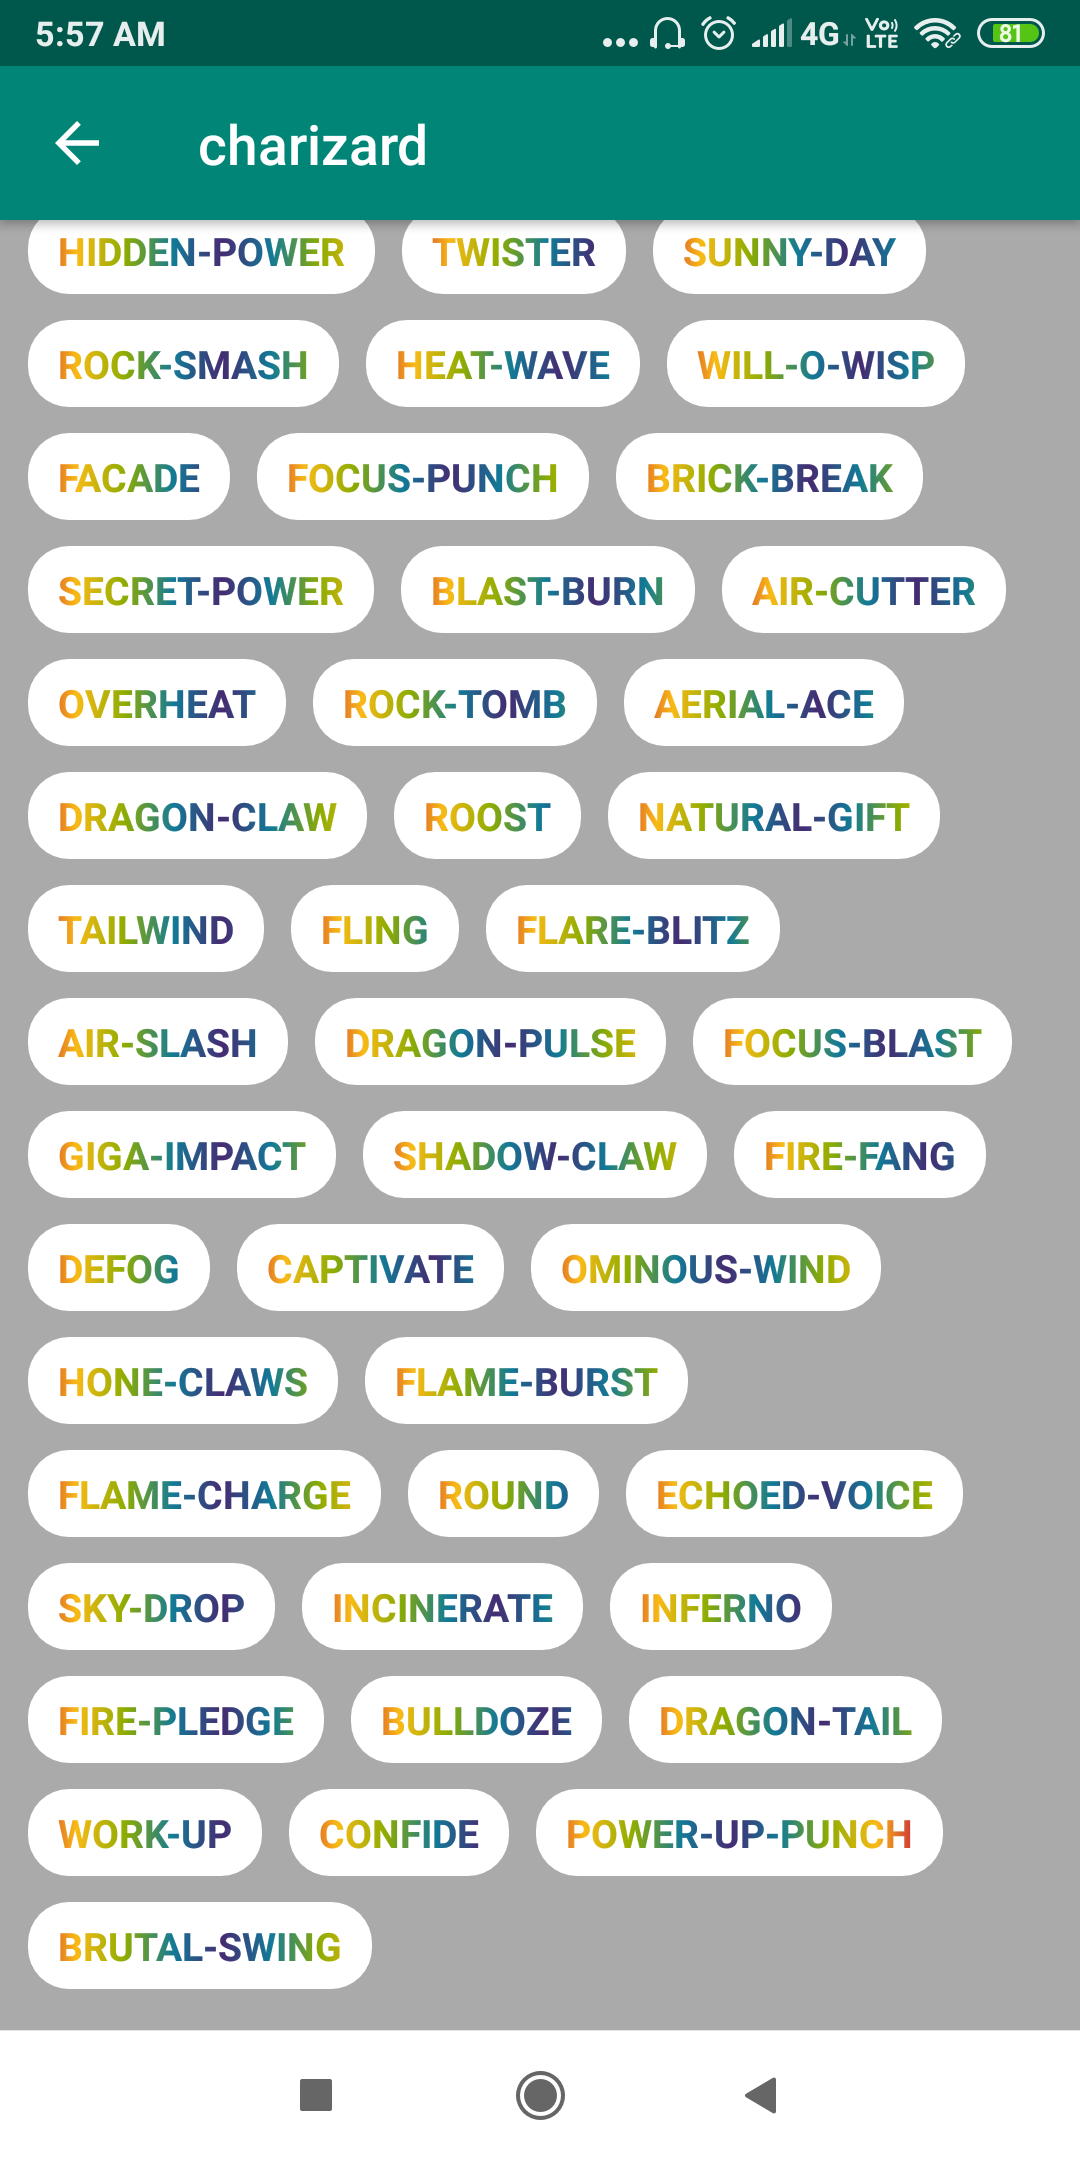 5:57 AM 4G Vo)) LTE 81
charizard
HIDDEN-POWER TWISTER SUNNY-DAY
ROCK-SMASH HEAT-WAVE WILL-O-WISP
FACADE FOCUS-PUNCH BRICK-BREAK
SECRET-POWER BLAST-BURN AIR-CUTTER
OVERHEAT ROCK-TOMB AERIAL-ACE
DRAGON-CLAW ROOST NATURAL-GIFT
TAILWIND FLING FLARE-BLITZ
AIR-SLASH DRAGON-PULSE FOCUS-BLAST
GIGA-IMPACT SHADOW-CLAW FIRE-FANG
DEFOG CAPTIVATE OMINOUS-WIND
HONE-CLAWS FLAME-BURST
FLAME-CHARGE ROUND ECHOED-VOICE
SKY-DROP INCINERATE INFERNO
FIRE-PLEDGE BULLDOZE DRAGON-TAIL
WORK-UP CONFIDE POWER-UP-PUNCH
BRUTAL-SWING